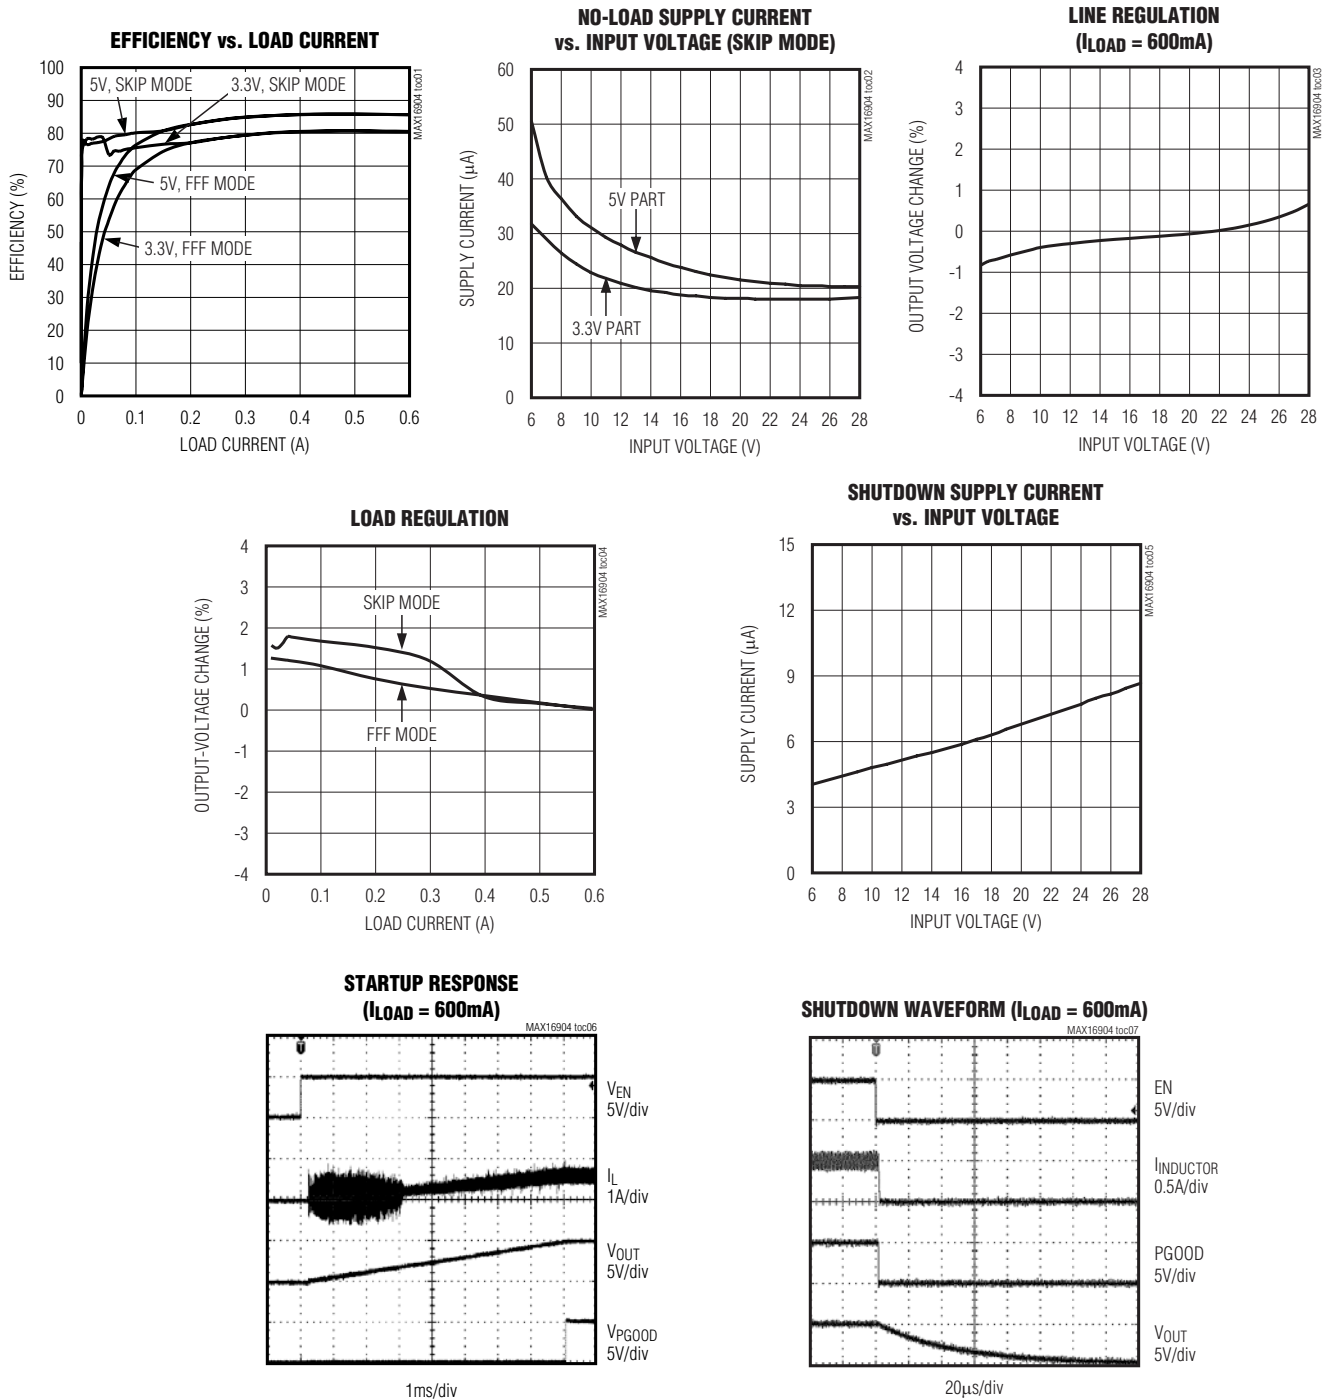 EFFICIENCY vs. LOAD CURRENT
MAX16904 toc01
EFFICIENCY (%)
100
90
80
70
60
50
40
30
20
10
0
5V, SKIP MODE
3.3V, SKIP MODE
5V, FFF MODE
3.3V, FFF MODE
0 0.1 0.2 0.3 0.4 0.5 0.6
LOAD CURRENT (A)
NO-LOAD SUPPLY CURRENT
vs. INPUT VOLTAGE (SKIP MODE)
MAX16904 toc02
SUPPLY CURRENT (µA)
60
50
40
30
20
10
0
5V PART
3.3V PART
6 8 10 12 14 16 18 20 22 24 26 28
INPUT VOLTAGE (V)
LINE REGULATION
(ILOAD = 600mA)
MAX16904 toc03
OUTPUT VOLTAGE CHANGE (%)
4
3
2
1
0
-1
-2
-3
-4
6 8 10 12 14 16 18 20 22 24 26 28
INPUT VOLTAGE (V)
LOAD REGULATION
MAX16904 toc04
OUTPUT-VOLTAGE CHANGE (%)
4
3
2
1
0
-1
-2
-3
-4
SKIP MODE
FFF MODE
0 0.1 0.2 0.3 0.4 0.5 0.6
LOAD CURRENT (A)
SHUTDOWN SUPPLY CURRENT
vs. INPUT VOLTAGE
MAX16904 toc05
SUPPLY CURRENT (µA)
15
12
9
6
3
0
6 8 10 12 14 16 18 20 22 24 26 28
INPUT VOLTAGE (V)
STARTUP RESPONSE
(ILOAD = 600mA)
MAX16904 toc06
T
VEN
5V/div
IL
1A/div
VOUT
5V/div
VPGOOD
5V/div
1ms/div
SHUTDOWN WAVEFORM (ILOAD = 600mA)
MAX16904 toc07
T
EN
5V/div
IINDUCTOR
0.5A/div
PGOOD
5V/div
VOUT
5V/div
20µs/div